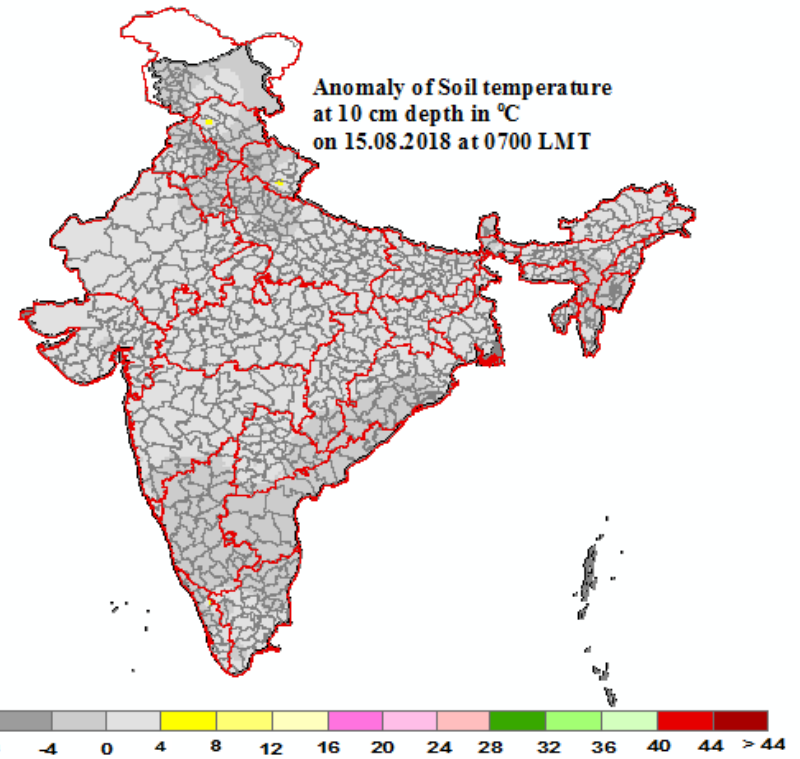 Anomaly of Soil temperature
at 10 cm depth in ⁰C
on 15.08.2018 at 0700 LMT
-4 0 4 8 12 16 20 24 28 32 36 40 44 > 44